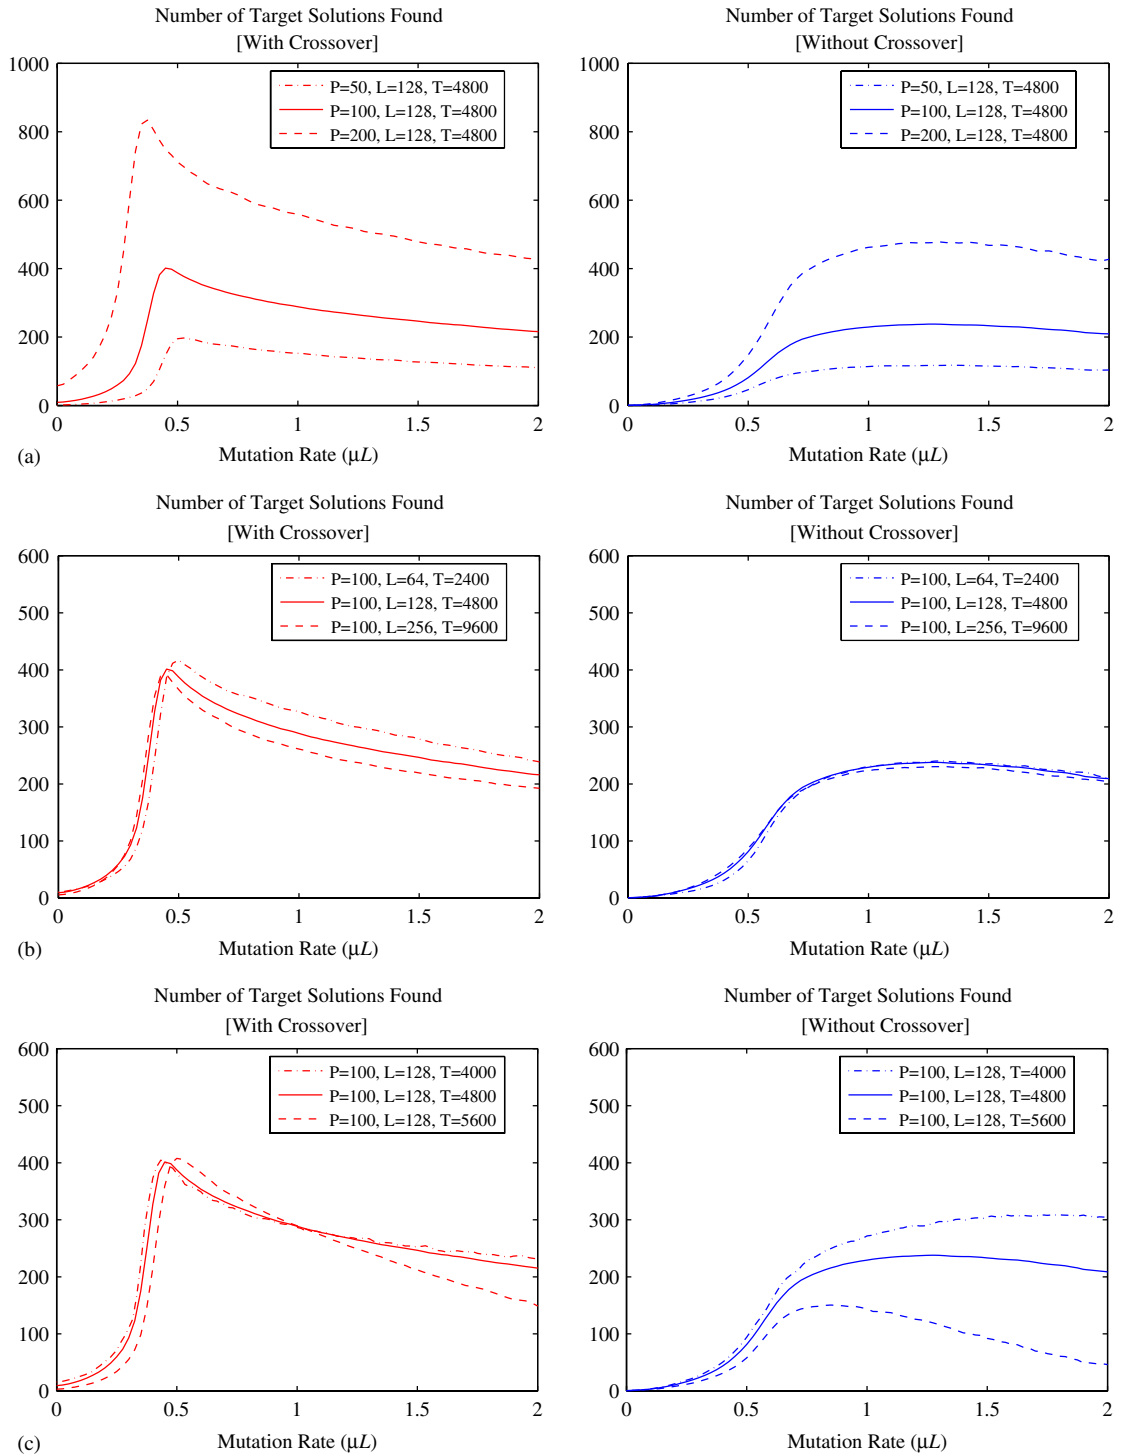 Number of Target Solutions Found
[With Crossover]
1000
800
600
400
200
0
P=50, L=128, T=4800
P=100, L=128, T=4800
P=200, L=128, T=4800
0 0.5 1 1.5 2
Mutation Rate (μL)
(a)
Number of Target Solutions Found
[Without Crossover]
1000
800
600
400
200
0
P=50, L=128, T=4800
P=100, L=128, T=4800
P=200, L=128, T=4800
0 0.5 1 1.5 2
Mutation Rate (μL)
Number of Target Solutions Found
[With Crossover]
600
500
400
300
200
100
0
P=100, L=64, T=2400
P=100, L=128, T=4800
P=100, L=256, T=9600
0 0.5 1 1.5 2
Mutation Rate (μL)
(b)
Number of Target Solutions Found
[Without Crossover]
600
500
400
300
200
100
0
P=100, L=64, T=2400
P=100, L=128, T=4800
P=100, L=256, T=9600
0 0.5 1 1.5 2
Mutation Rate (μL)
Number of Target Solutions Found
[With Crossover]
600
500
400
300
200
100
0
P=100, L=128, T=4000
P=100, L=128, T=4800
P=100, L=128, T=5600
0 0.5 1 1.5 2
Mutation Rate (μL)
(c)
Number of Target Solutions Found
[Without Crossover]
600
500
400
300
200
100
0
P=100, L=128, T=4000
P=100, L=128, T=4800
P=100, L=128, T=5600
0 0.5 1 1.5 2
Mutation Rate (μL)